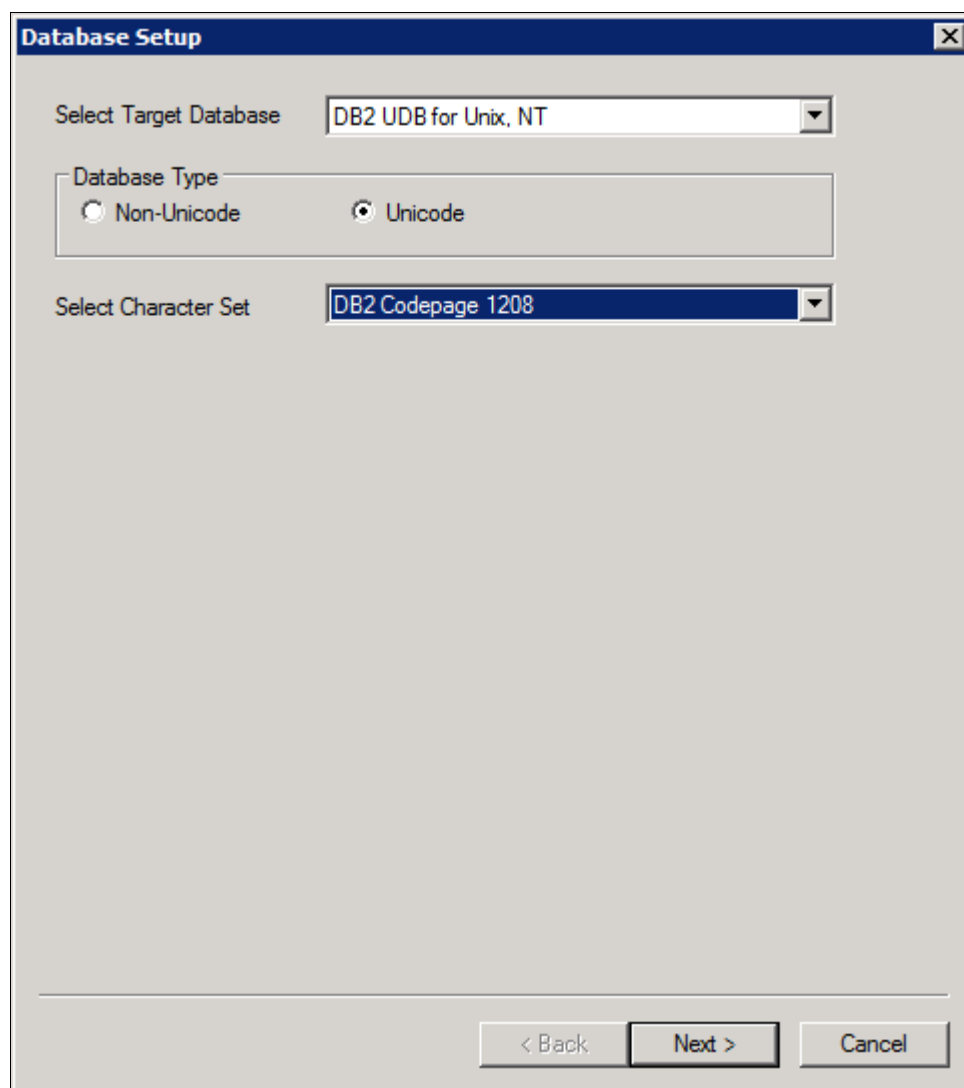 Database Setup
Select Target Database DB2 UDB for Unix, NT
Database Type
Non-Unicode Unicode
Select Character Set DB2 Codepage 1208
< Back Next > Cancel